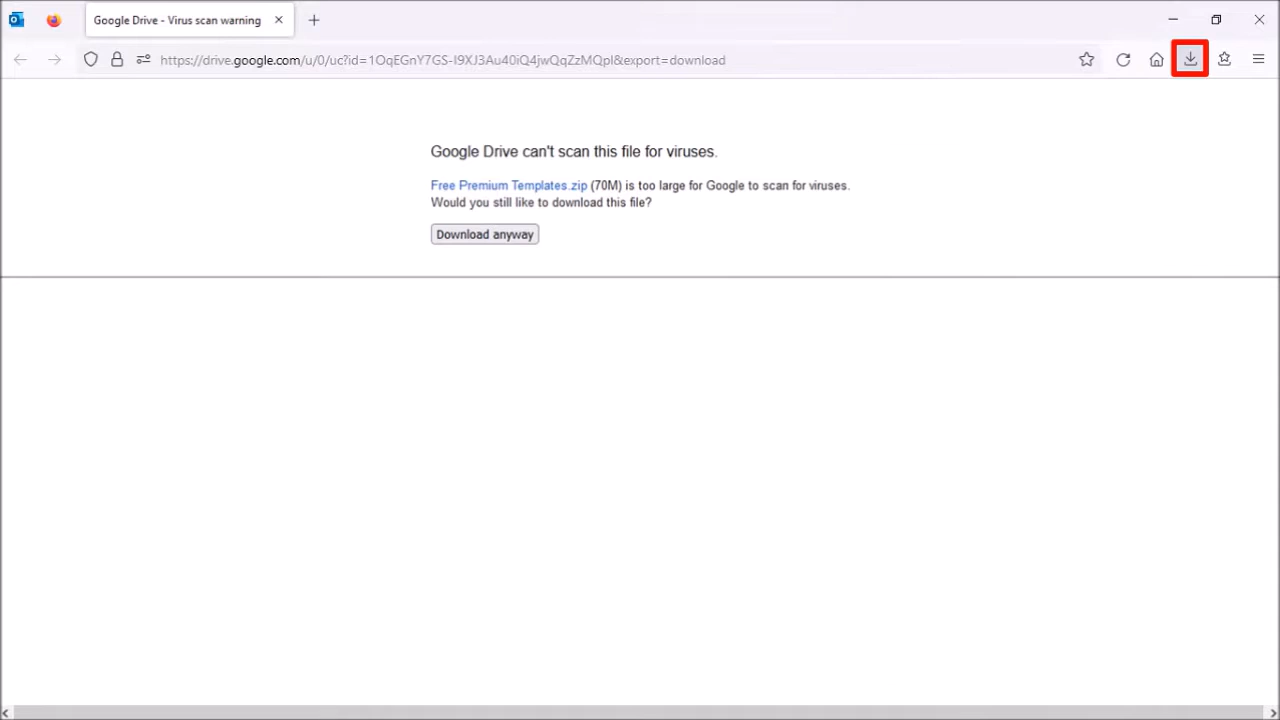 Google Drive - Virus scan warning
https://drive.google.com/u/0/uc?id=1OqEGnY7GS-I9XJ3Au40iQ4jwQqZzMQpI&export=download
Google Drive can't scan this file for viruses.
Free Premium Templates.zip (70M) is too large for Google to scan for viruses.
Would you still like to download this file?
Download anyway